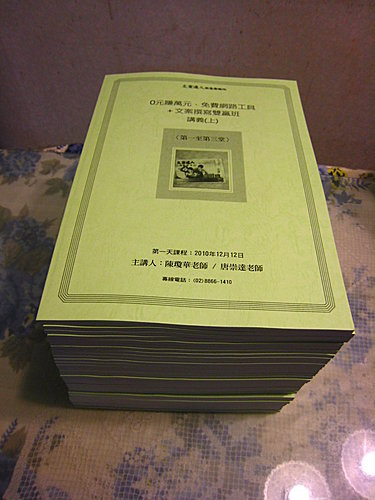 0元賺萬元、免費網路工具
+文案撰寫雙贏班
講義(上)
〈第一至第三堂〉
第一天課程：2010年12月12日
主講人：陳瓊華老師 / 唐崇達老師
專線電話：(02)8866-1410